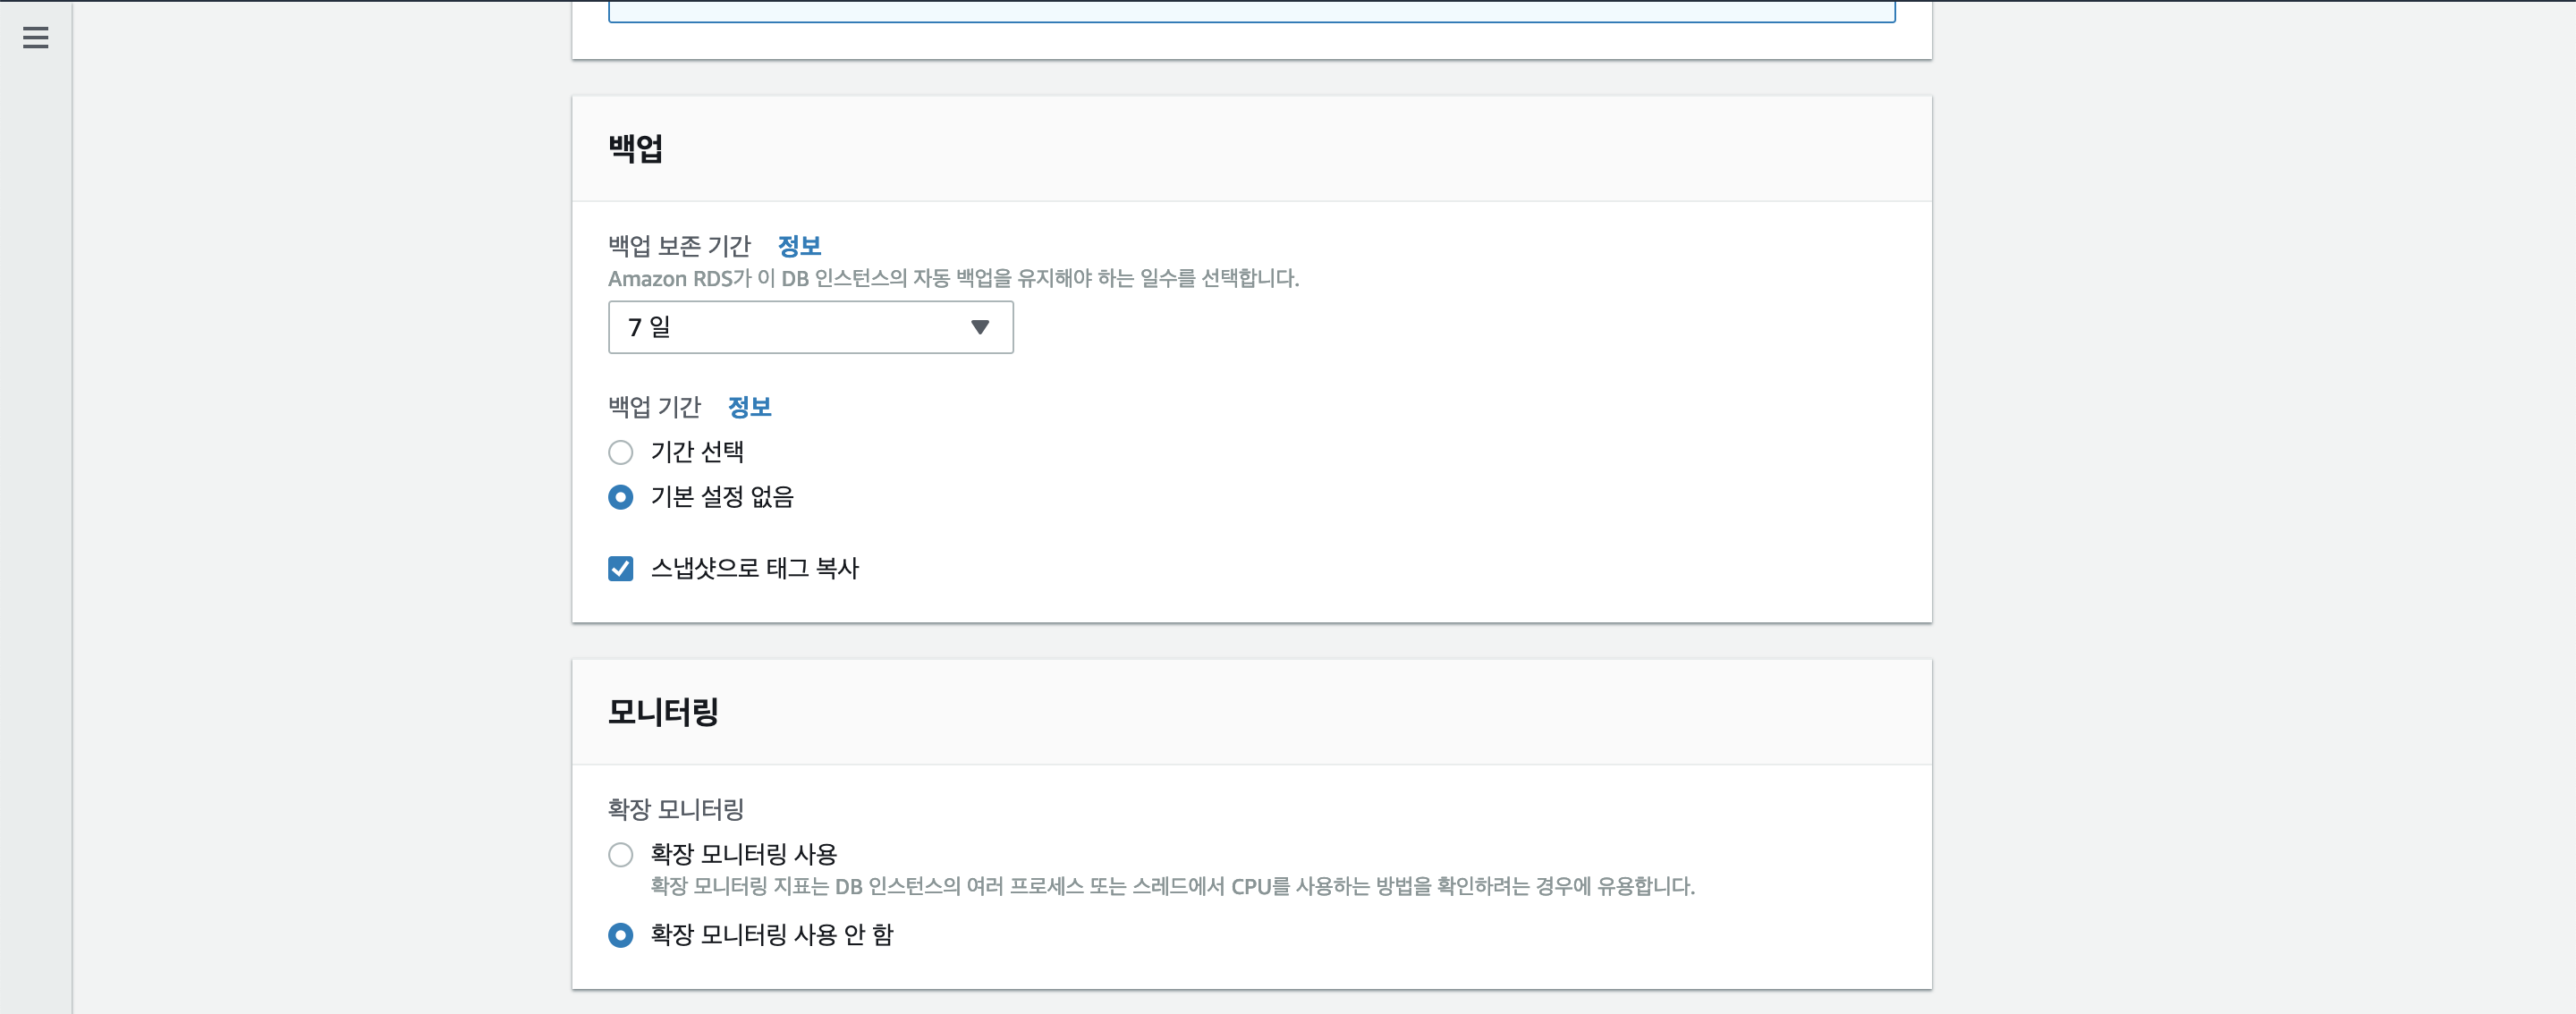 백업
백업 보존 기간 정보
Amazon RDS가 이 DB 인스턴스의 자동 백업을 유지해야 하는 일수를 선택합니다.
7 일
백업 기간 정보
기간 선택
기본 설정 없음
스냅샷으로 태그 복사
모니터링
확장 모니터링
확장 모니터링 사용
확장 모니터링 지표는 DB 인스턴스의 여러 프로세스 또는 스레드에서 CPU를 사용하는 방법을 확인하려는 경우에 유용합니다.
확장 모니터링 사용 안 함